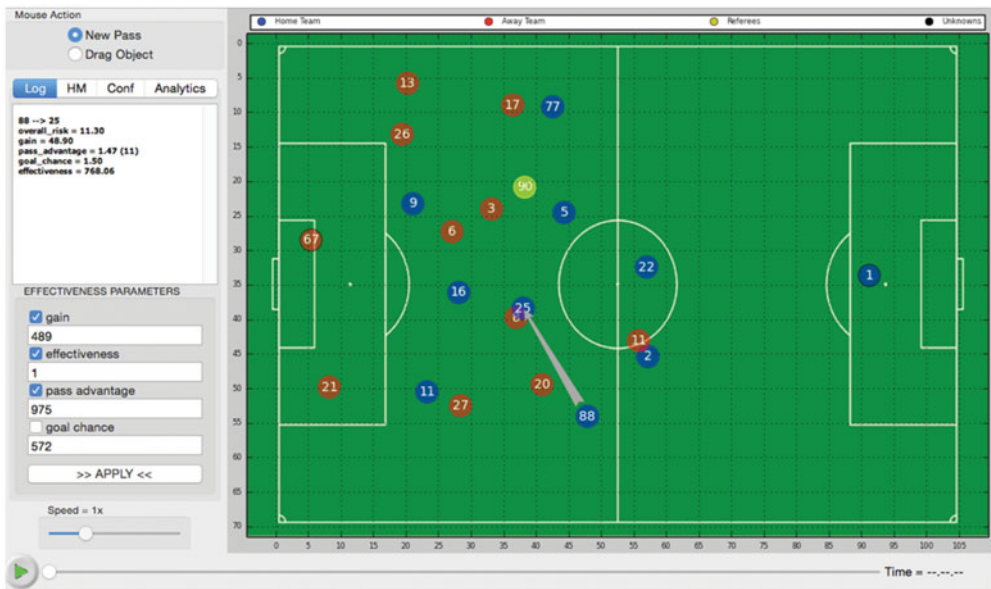 Mouse Action
New Pass
Drag Object
Log HM Conf Analytics
88 --> 25
overall_risk = 11.30
gain = 48.90
pass_advantage = 1.47 (11)
goal_chance = 1.50
effectiveness = 768.06
EFFECTIVENESS PARAMETERS
gain
489
effectiveness
1
pass advantage
975
goal chance
572
>> APPLY <<
Speed = 1x
Home Team Away Team Referees Unknowns
0
5
10
15
20
25
30
35
40
45
50
55
60
65
70
13
17 77
26
90
9 3 5
6
67
22
1
16
25
8
11
2
21 11 20
27
88
0 5 10 15 20 25 30 35 40 45 50 55 60 65 70 75 80 85 90 95 100 105
Time = --.--.--